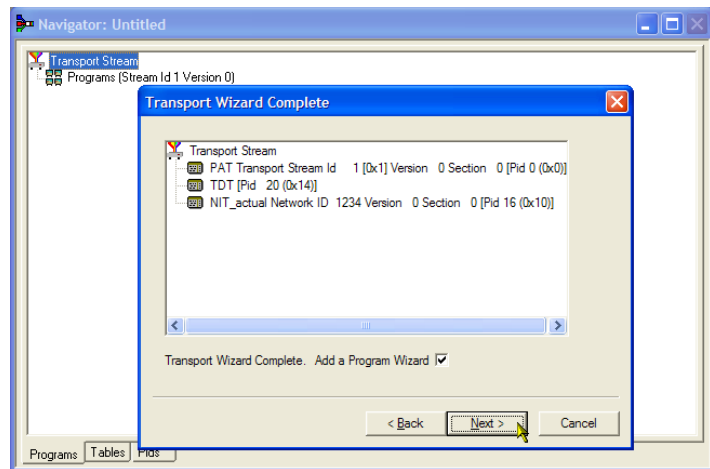 Navigator: Untitled
Transport Stream
Programs (Stream Id 1 Version 0)
Transport Wizard Complete
Transport Stream
PAT Transport Stream Id 1 [0x1] Version 0 Section 0 [Pid 0 (0x0)]
TDT [Pid 20 (0x14)]
NIT_actual Network ID 1234 Version 0 Section 0 [Pid 16 (0x10)]
Transport Wizard Complete. Add a Program Wizard
< Back Next > Cancel
Programs Tables Pids